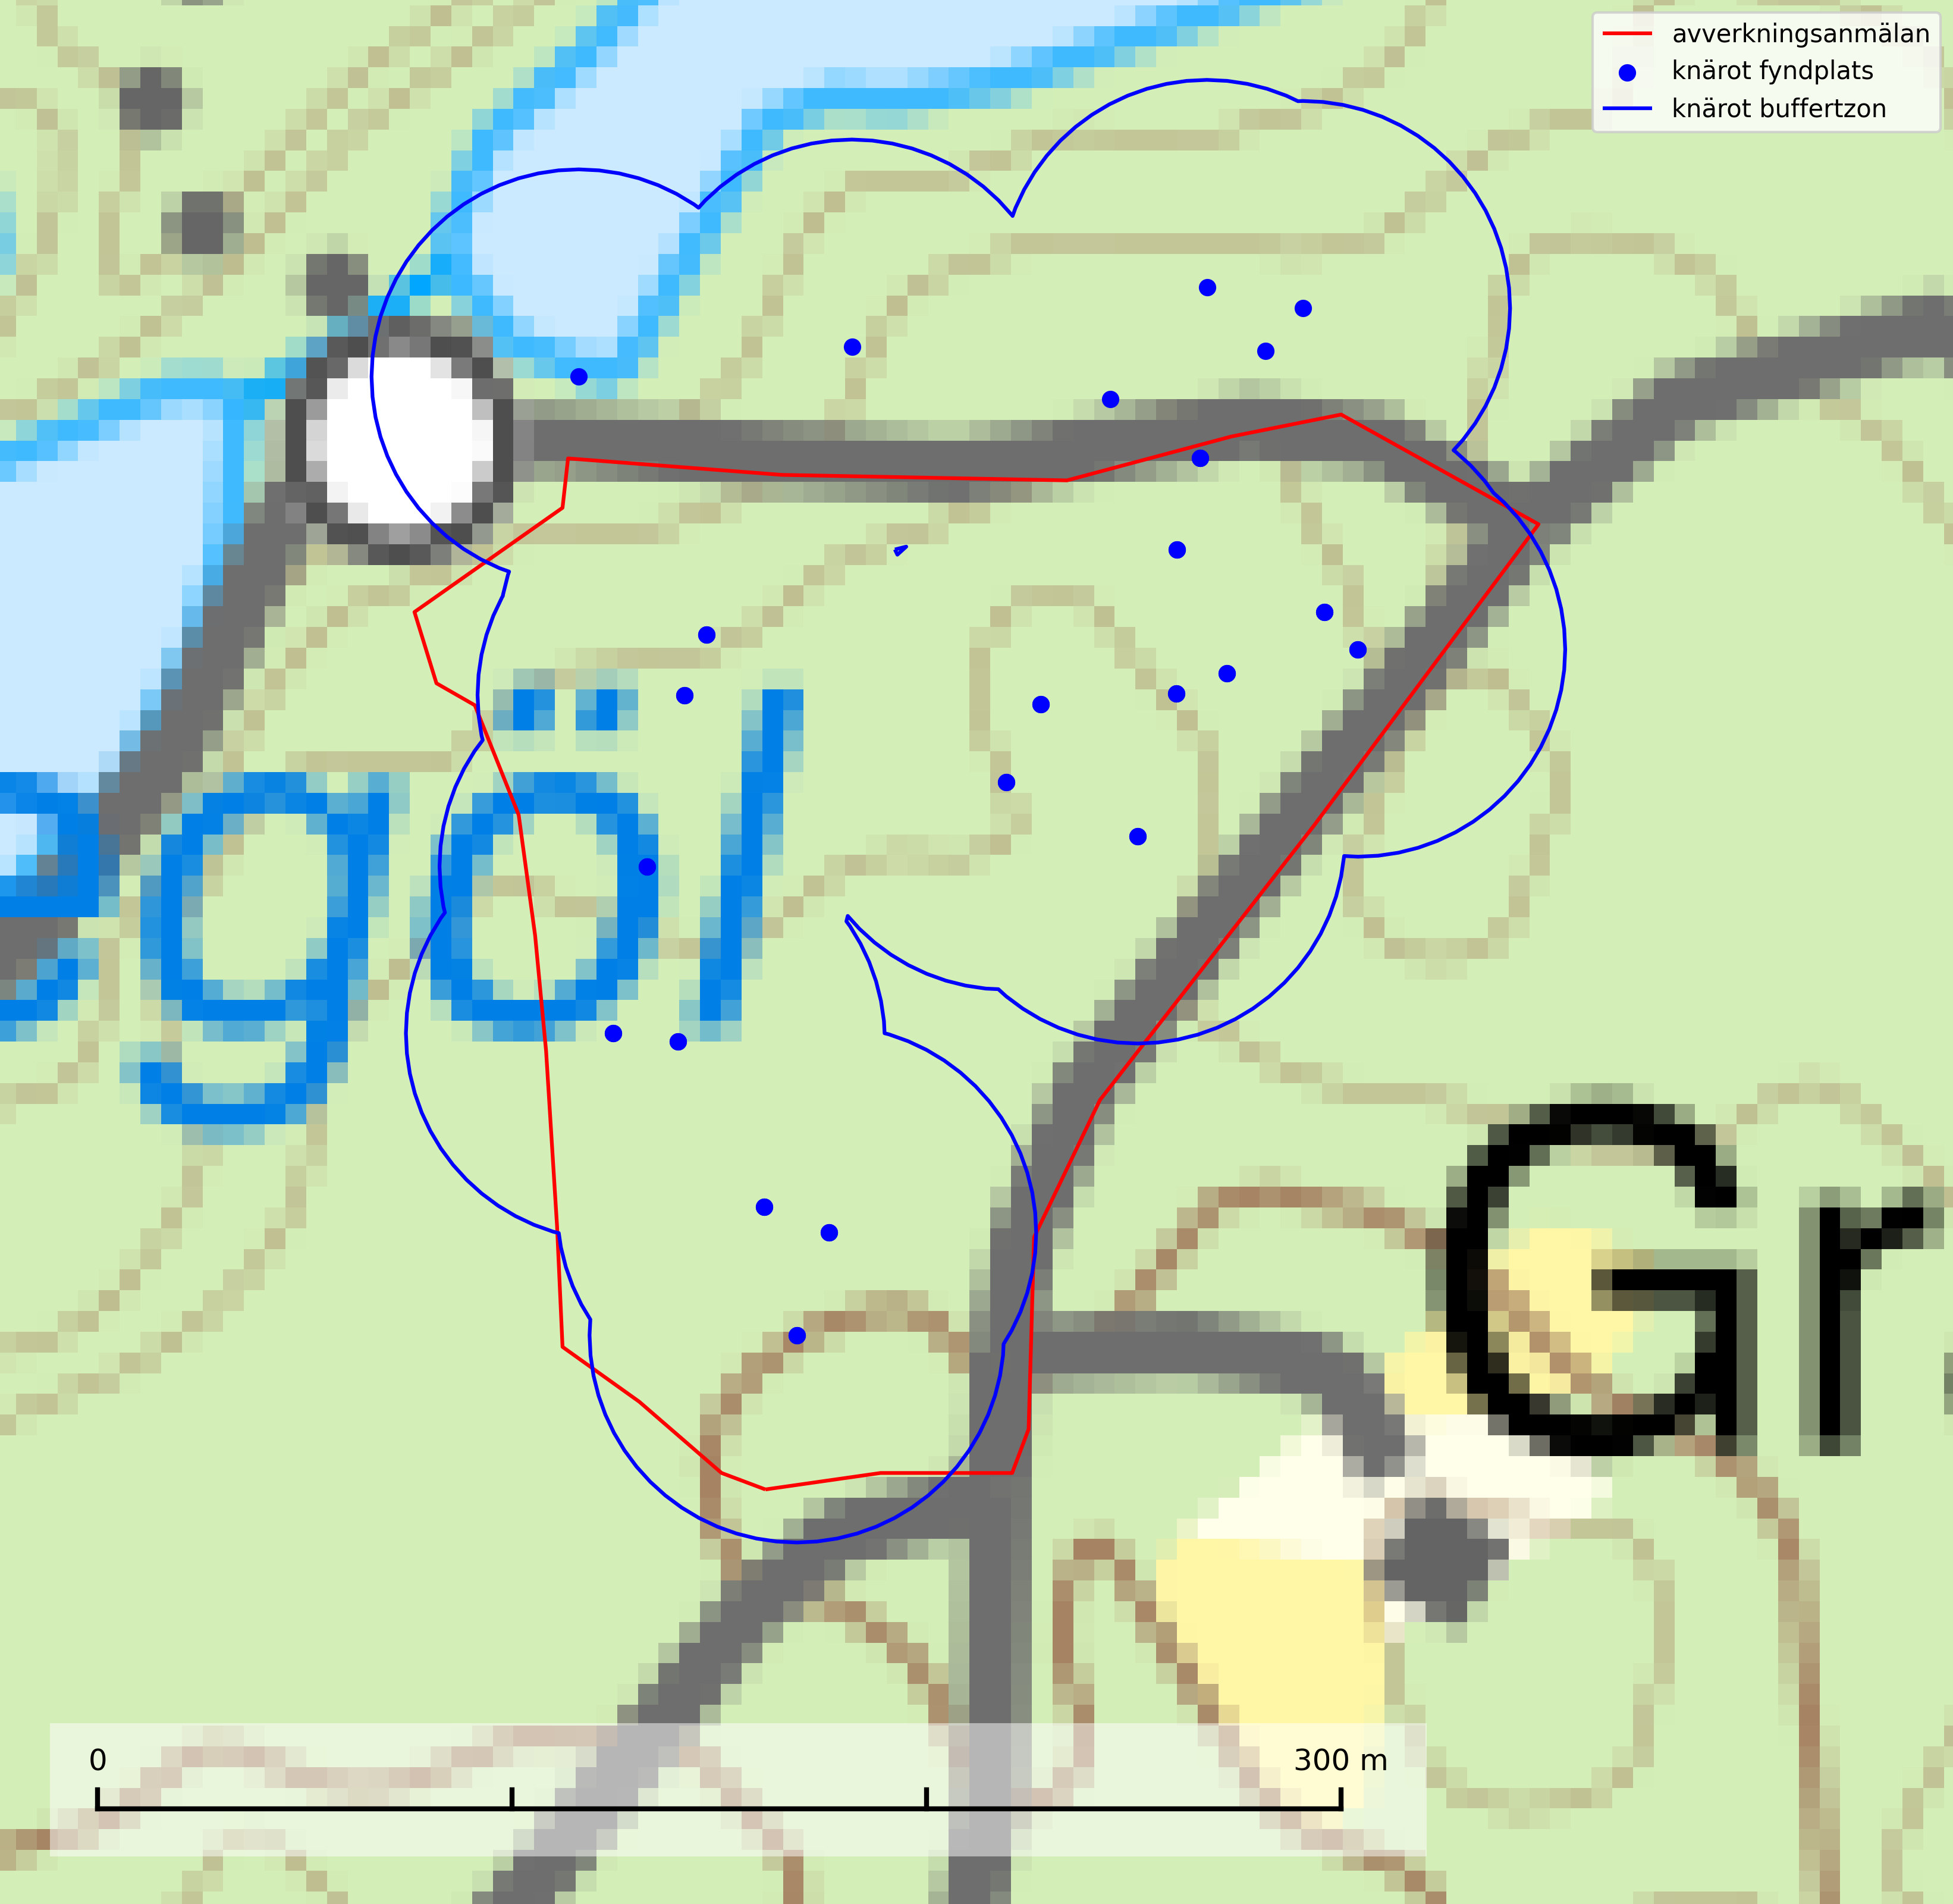 avverkningsanmälan
knärot fyndplats
knärot buffertzon
göl
Gr
0
300 m